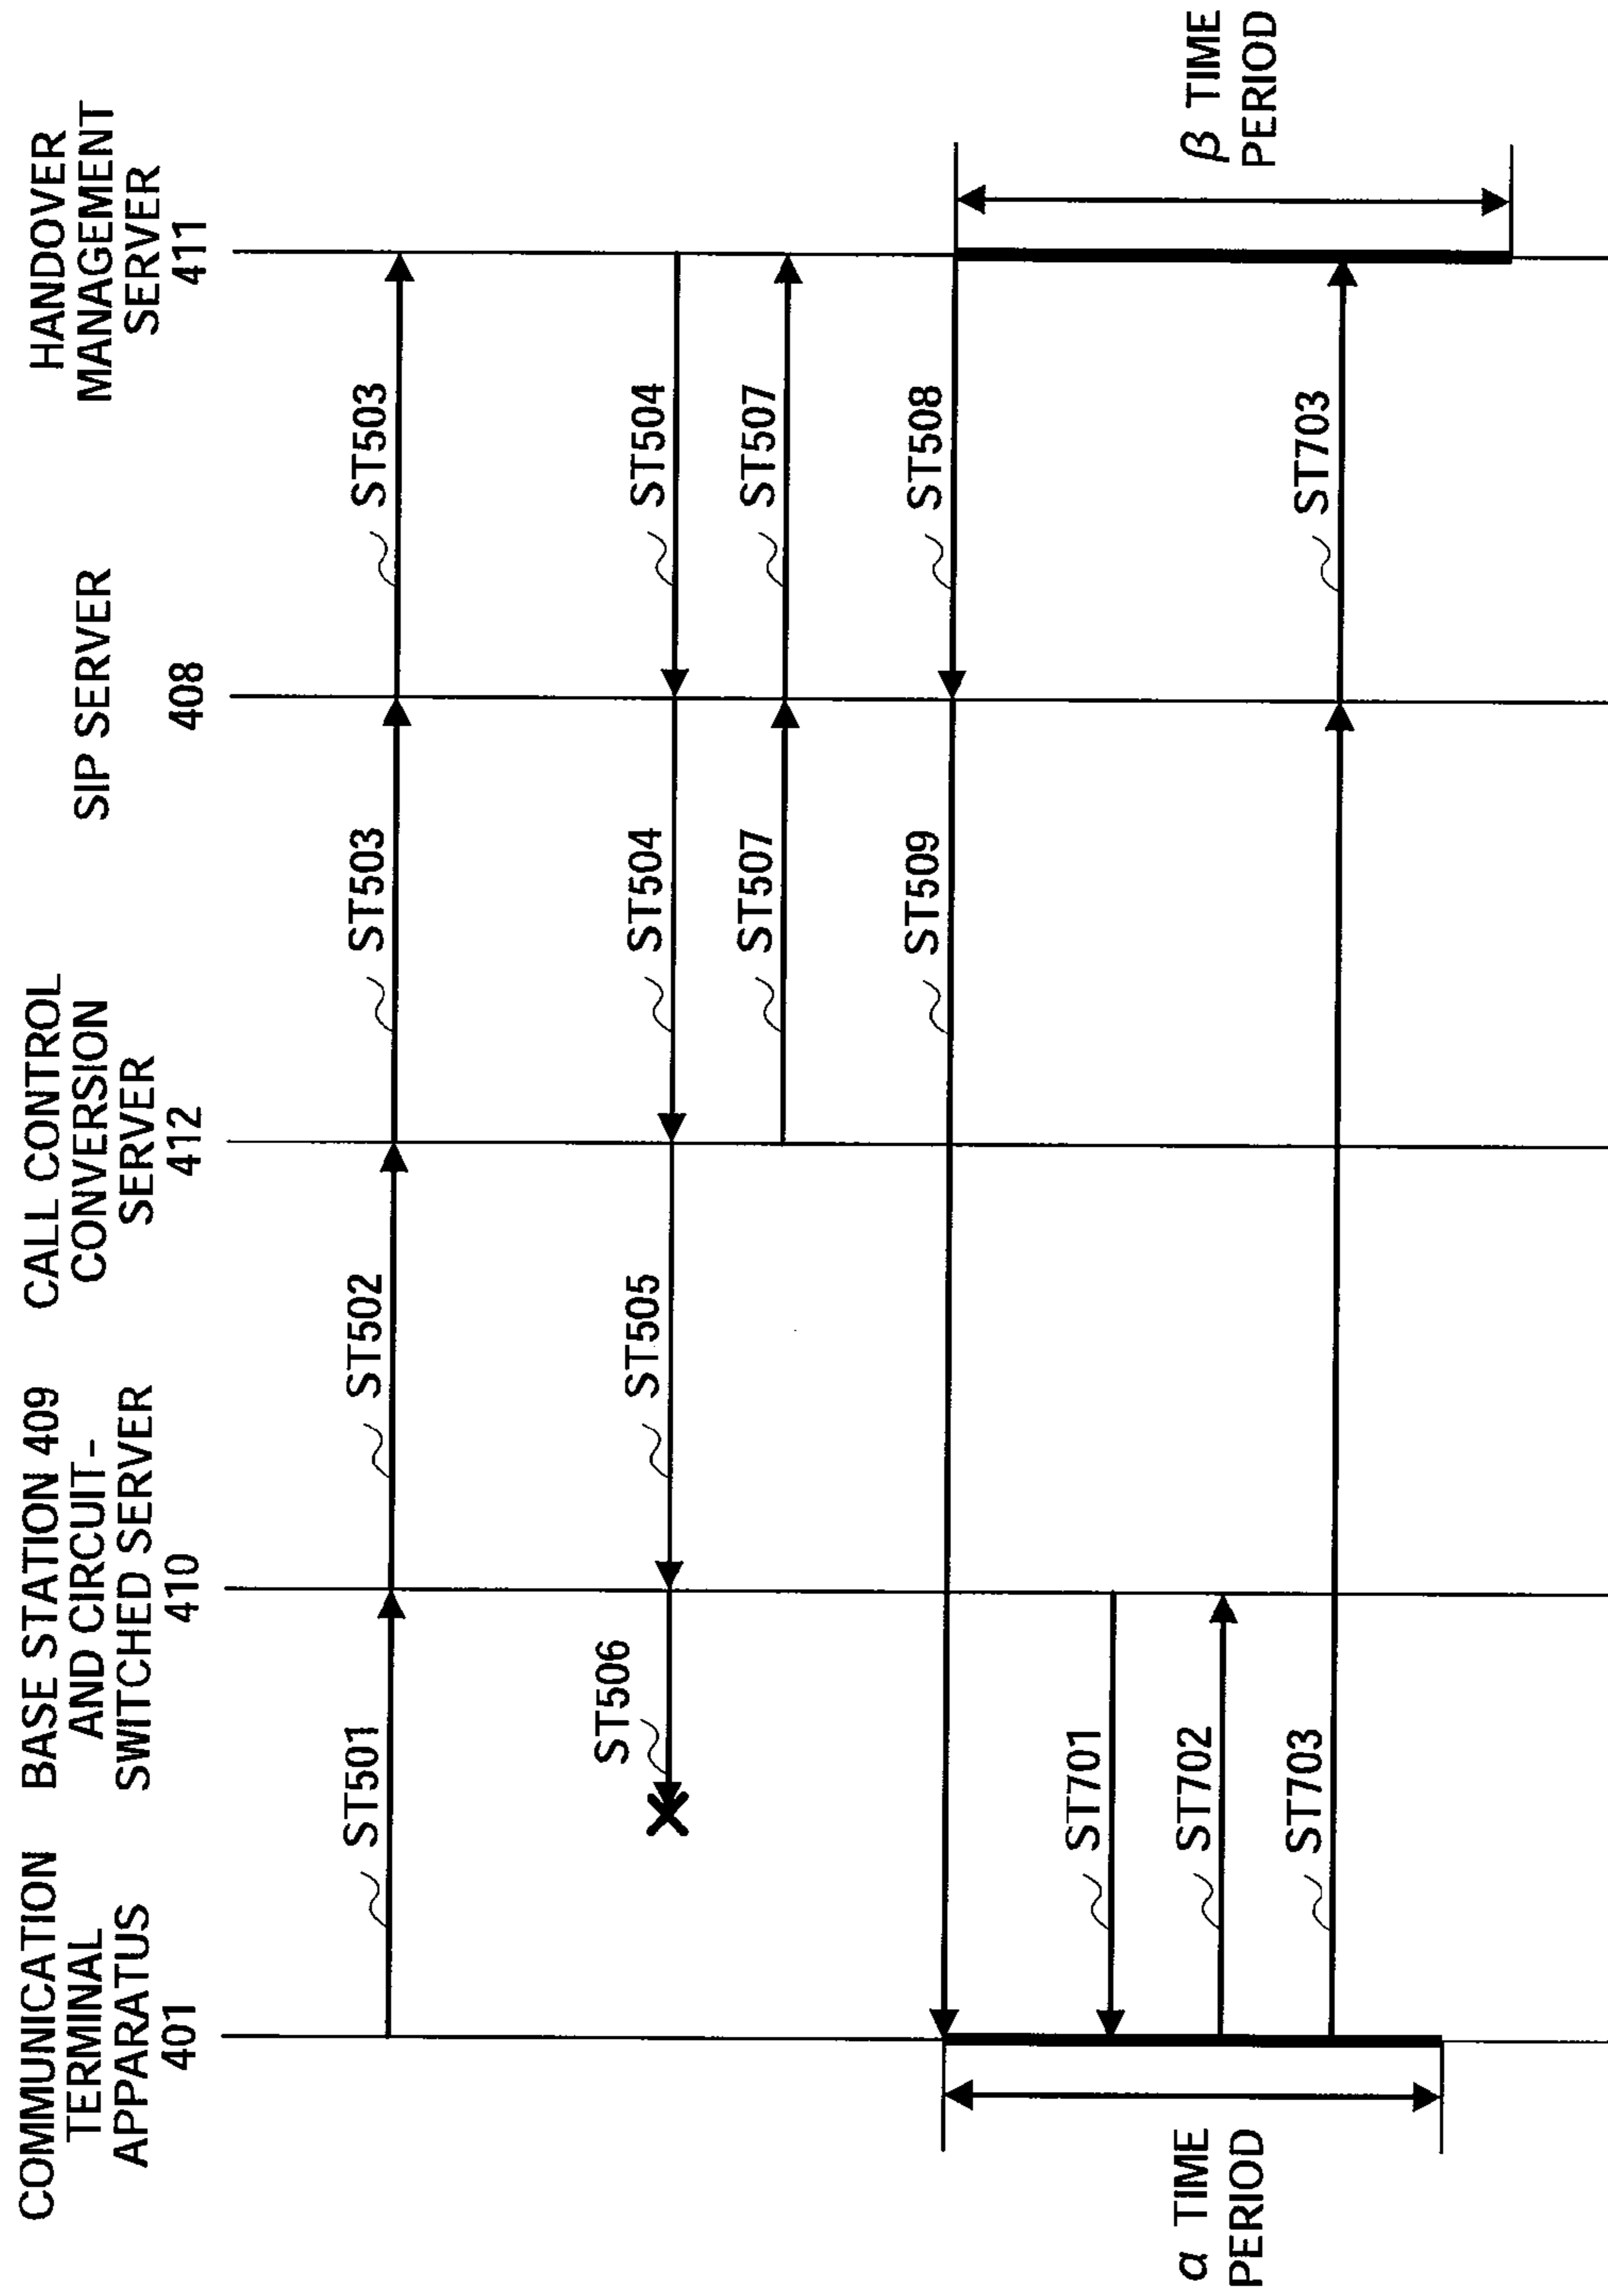 COMMUNICATION
TERMINAL
APPARATUS
401
BASE STATION 409
AND CIRCUIT-
SWITCHED SERVER
410
CALL CONTROL
CONVERSION
SERVER
412
SIP SERVER
408
HANDOVER
MANAGEMENT
SERVER
411
ST501
ST502
ST503
ST503
ST506
ST505
ST504
ST504
ST507
ST507
ST509
ST508
ST701
ST702
ST703
ST703
α TIME
PERIOD
β TIME
PERIOD